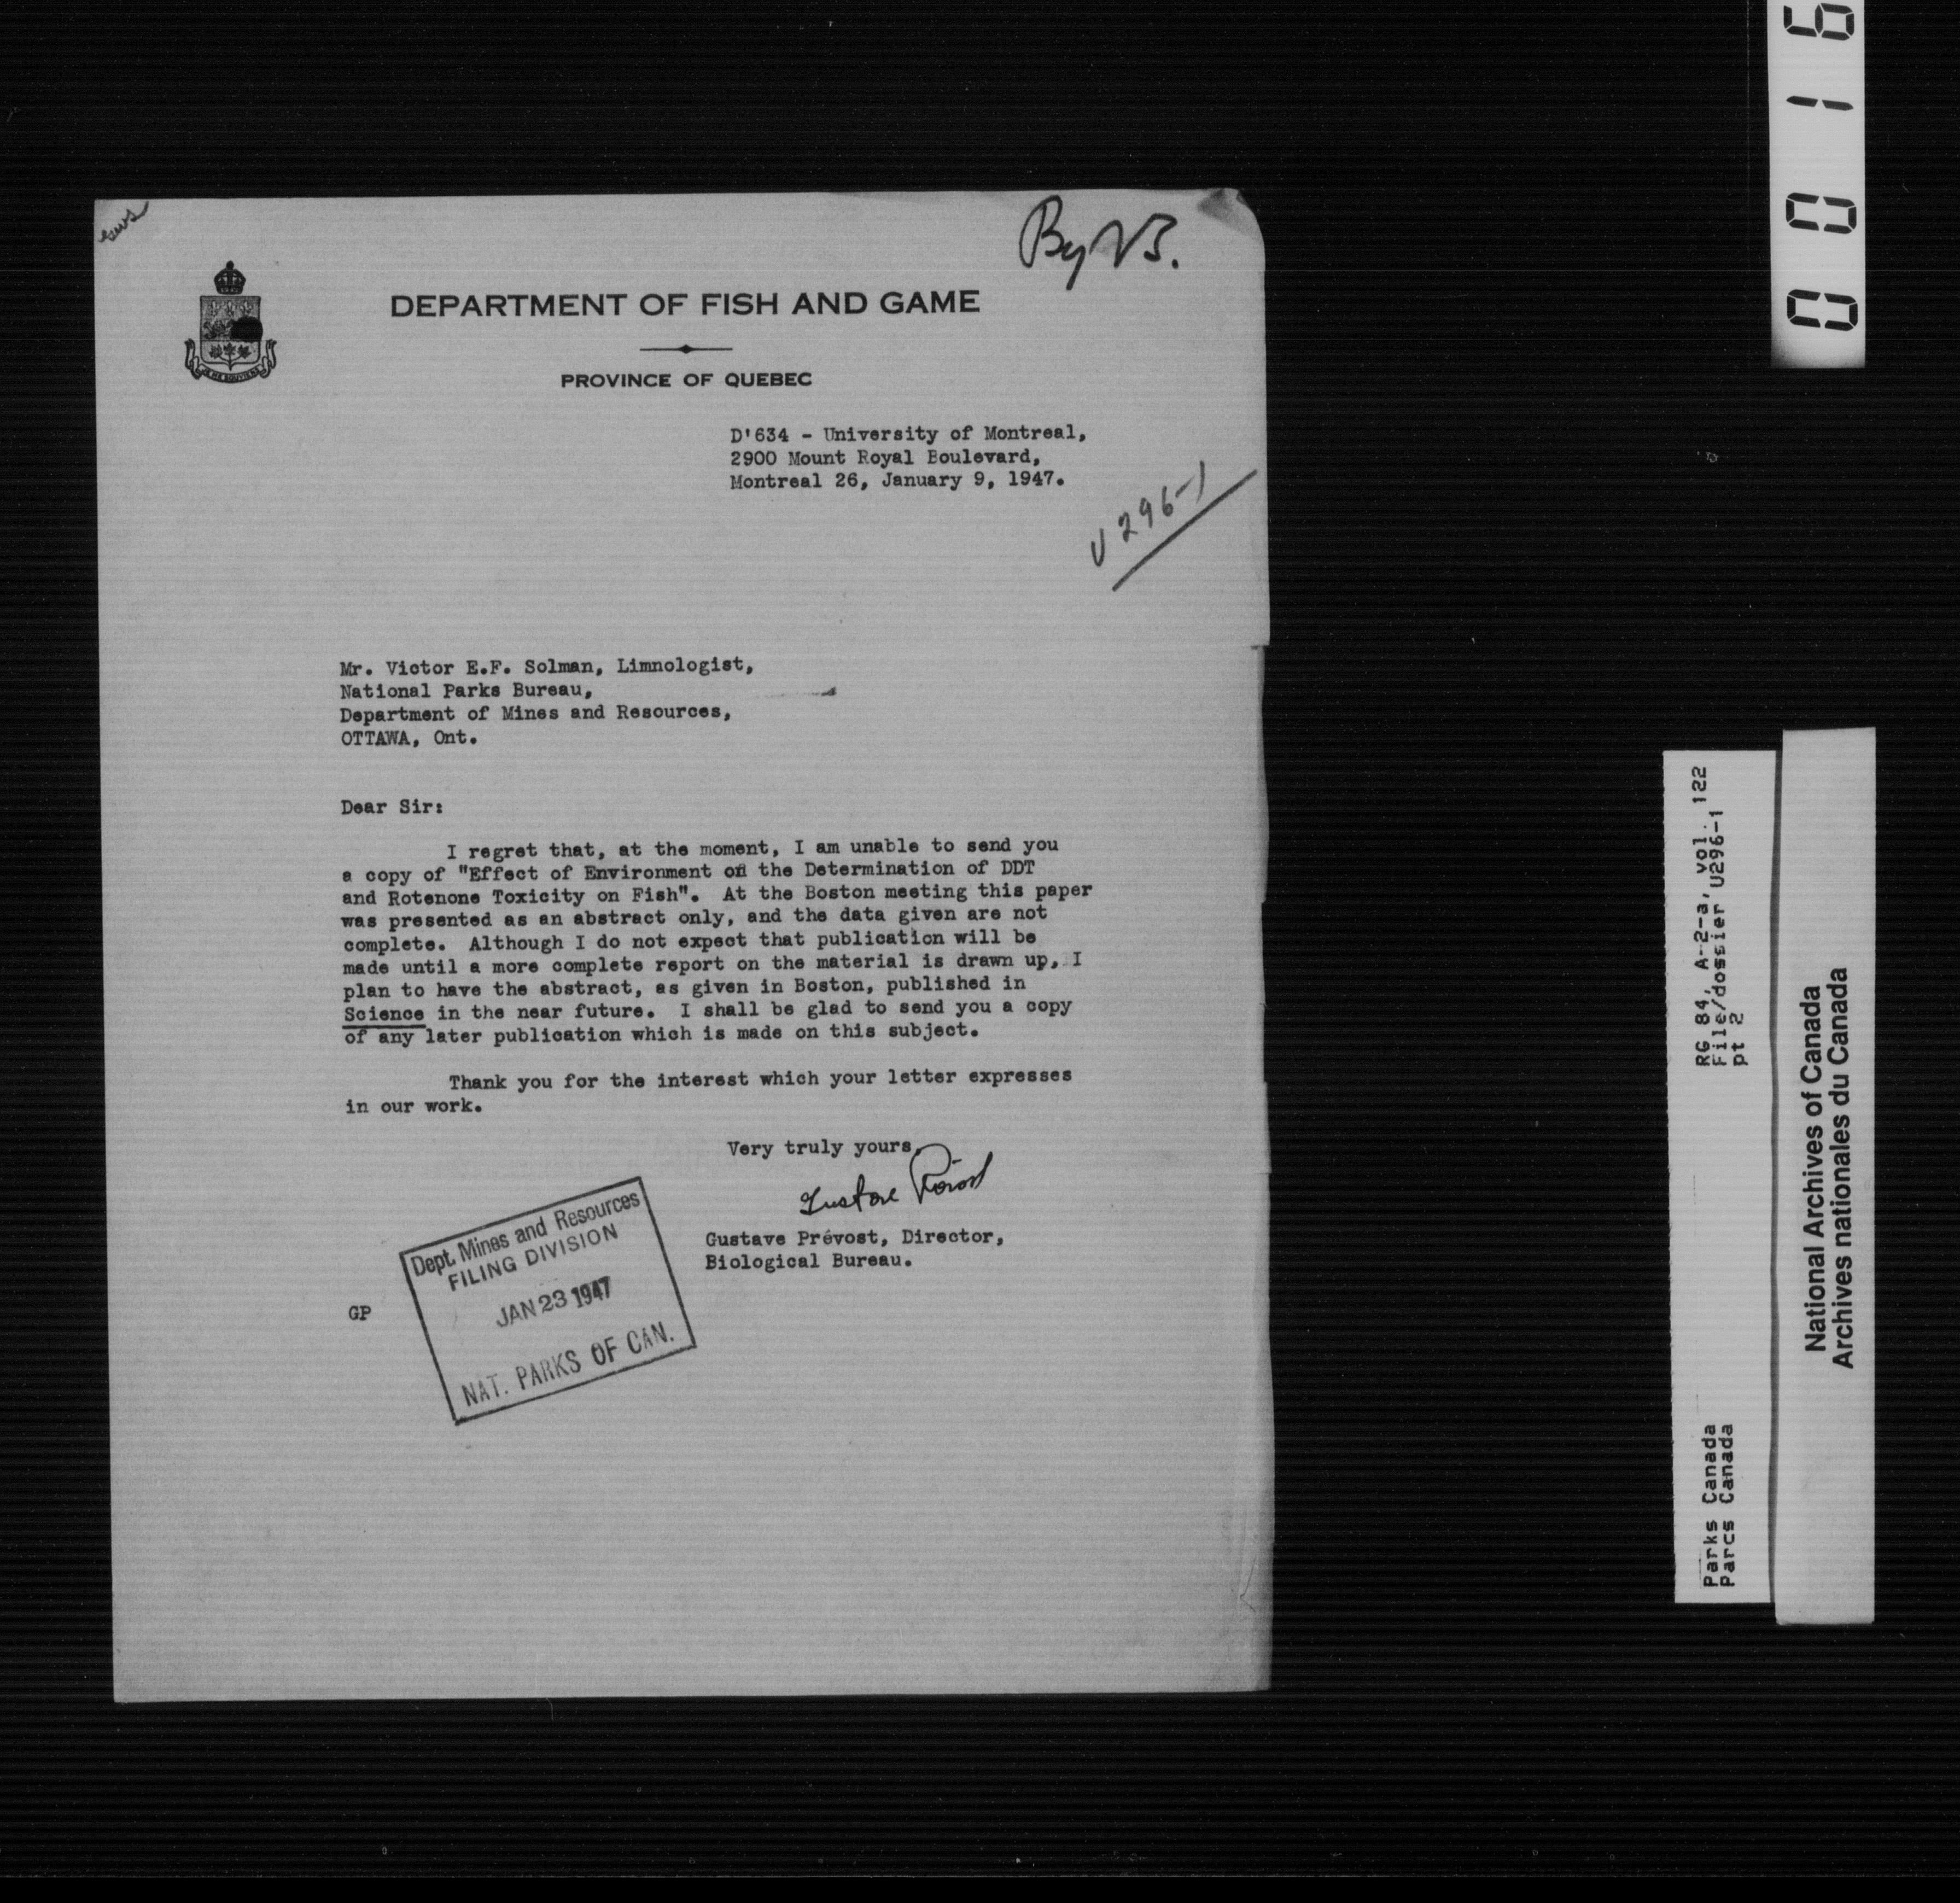 By VB.
DEPARTMENT OF FISH AND GAME
PROVINCE OF QUEBEC
D'634 - University of Montreal,
2900 Mount Royal Boulevard,
Montreal 26, January 9, 1947.
U296-1
Mr. Victor E.F. Solman, Limnologist,
National Parks Bureau,
Department of Mines and Resources,
OTTAWA, Ont.
Dear Sir:
I regret that, at the moment, I am unable to send you
a copy of "Effect of Environment on the Determination of DDT
and Rotenone Toxicity on Fish". At the Boston meeting this paper
was presented as an abstract only, and the data given are not
complete. Although I do not expect that publication will be
made until a more complete report on the material is drawn up, I
plan to have the abstract, as given in Boston, published in
Science in the near future. I shall be glad to send you a copy
of any later publication which is made on this subject.
Thank you for the interest which your letter expresses
in our work.
Very truly yours,
Gustave Prévost
Gustave Prévost, Director,
Biological Bureau.
GP
Dept. Mines and Resources
FILING DIVISION
JAN 23 1947
NAT. PARKS OF CAN.
0016
RG 84, A-2-a, vol. 122
File/dossier U296-1
pt 2
Parks Canada
Parcs Canada
National Archives of Canada
Archives nationales du Canada